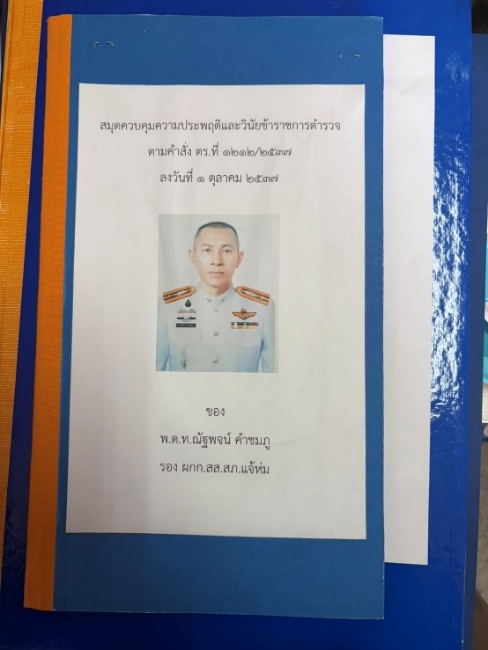 สมุดควบคุมความประพฤติและวินัยข้าราชการตำรวจ
ตามคำสั่ง ตร.ที่ ๑๒๑๒/๒๕๓๗
ลงวันที่ ๑ ตุลาคม ๒๕๓๗
ของ
พ.ต.ท.ณัฐพจน์ คำชมภู
รอง ผกก.สส.สภ.แจ้ห่ม